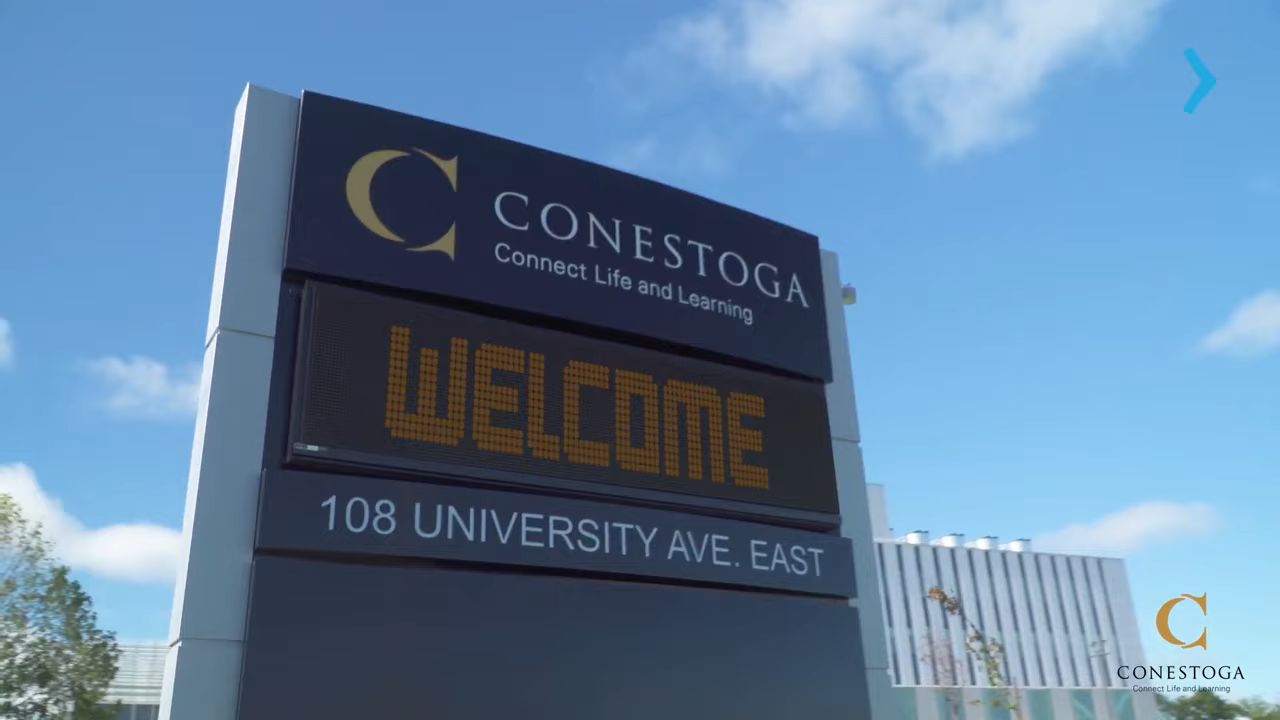 CONESTOGA
Connect Life and Learning
WELCOME
108 UNIVERSITY AVE. EAST
CONESTOGA
Connect Life and Learning